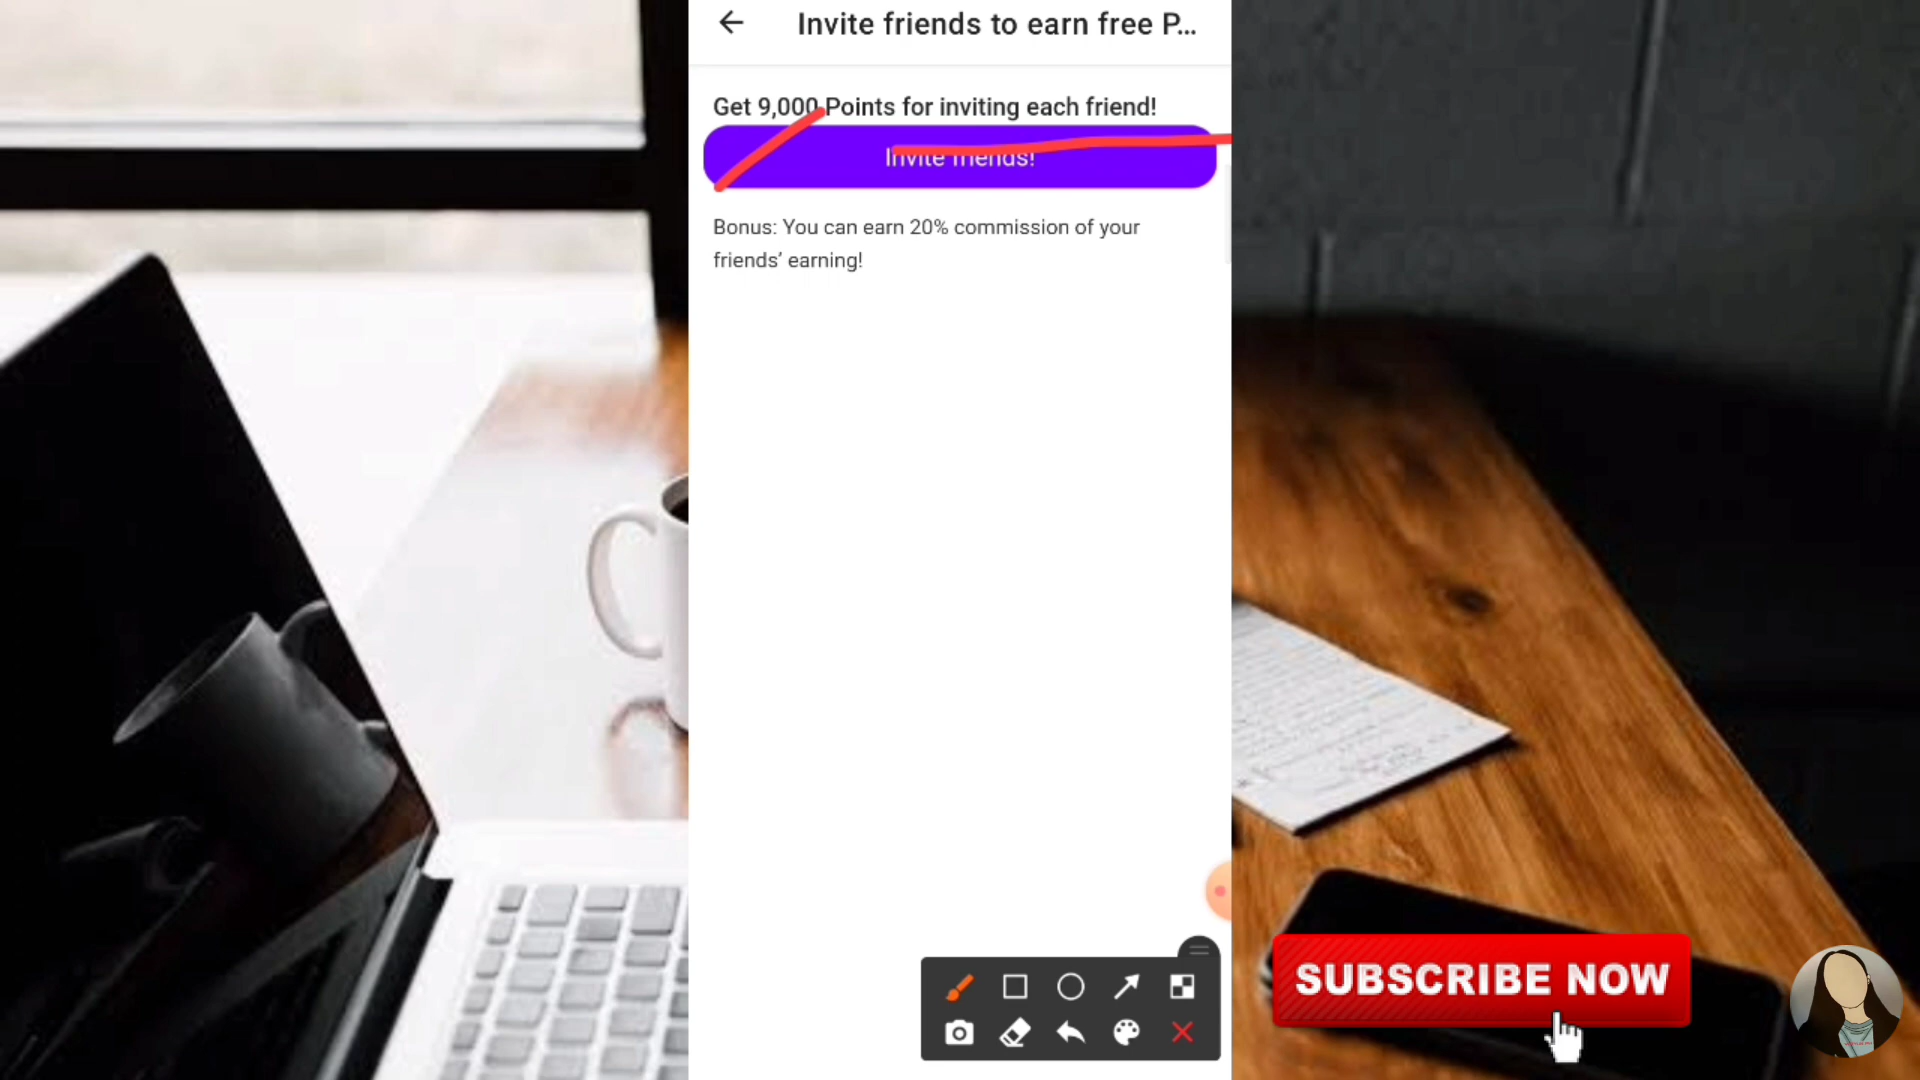 Invite friends to earn free P...
Get 9,000 Points for inviting each friend!
Invite friends!
Bonus: You can earn 20% commission of your
friends’ earning!
SUBSCRIBE NOW